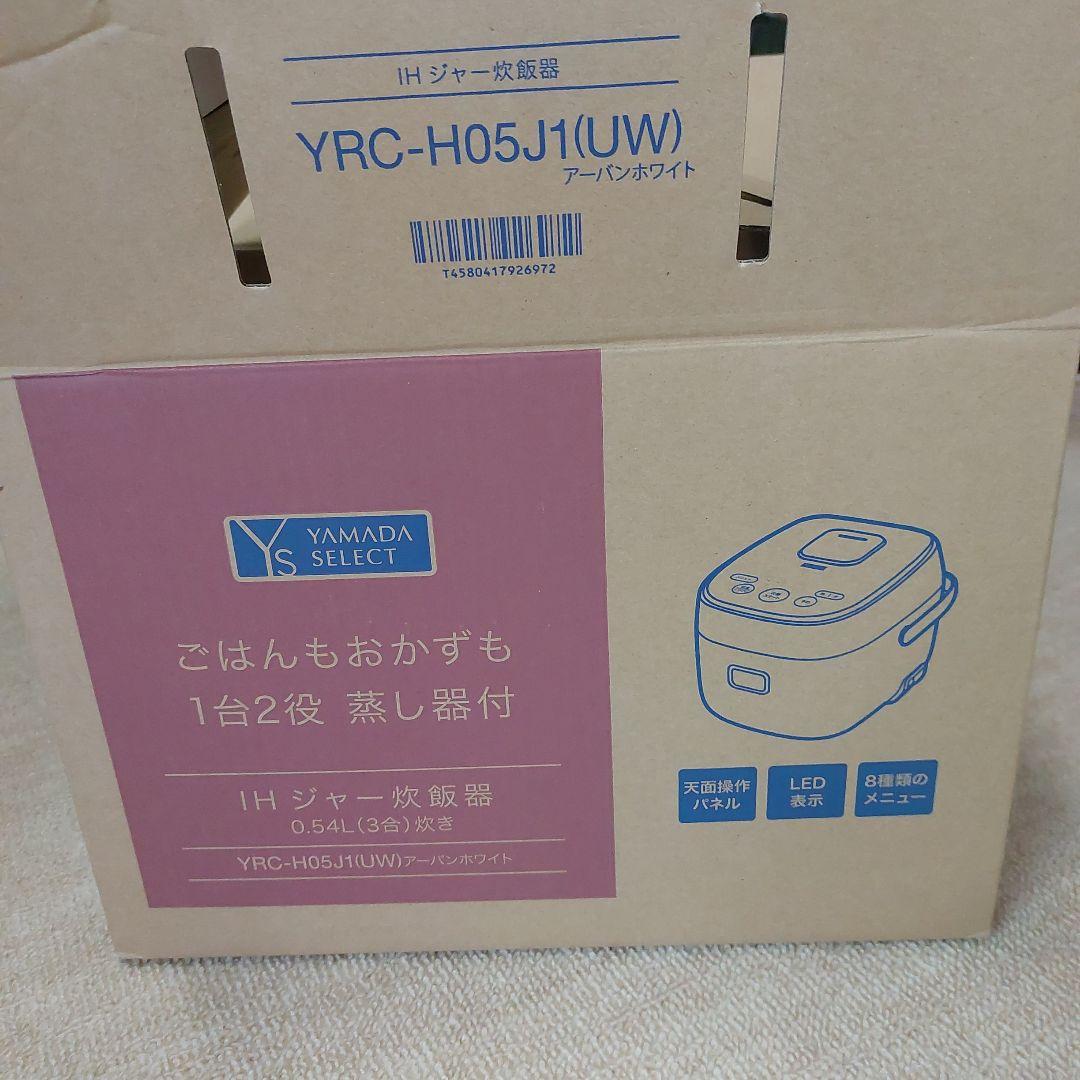 IH ジャー炊飯器
YRC-H05J1(UW)
アーバンホワイト
T4580417926972
YS YAMADA
SELECT
ごはんもおかずも
1台2役 蒸し器付
IH ジャー炊飯器
0.54L(3合)炊き
YRC-H05J1(UW)アーバンホワイト
天面操作
パネル
LED
表示
8種類の
メニュー